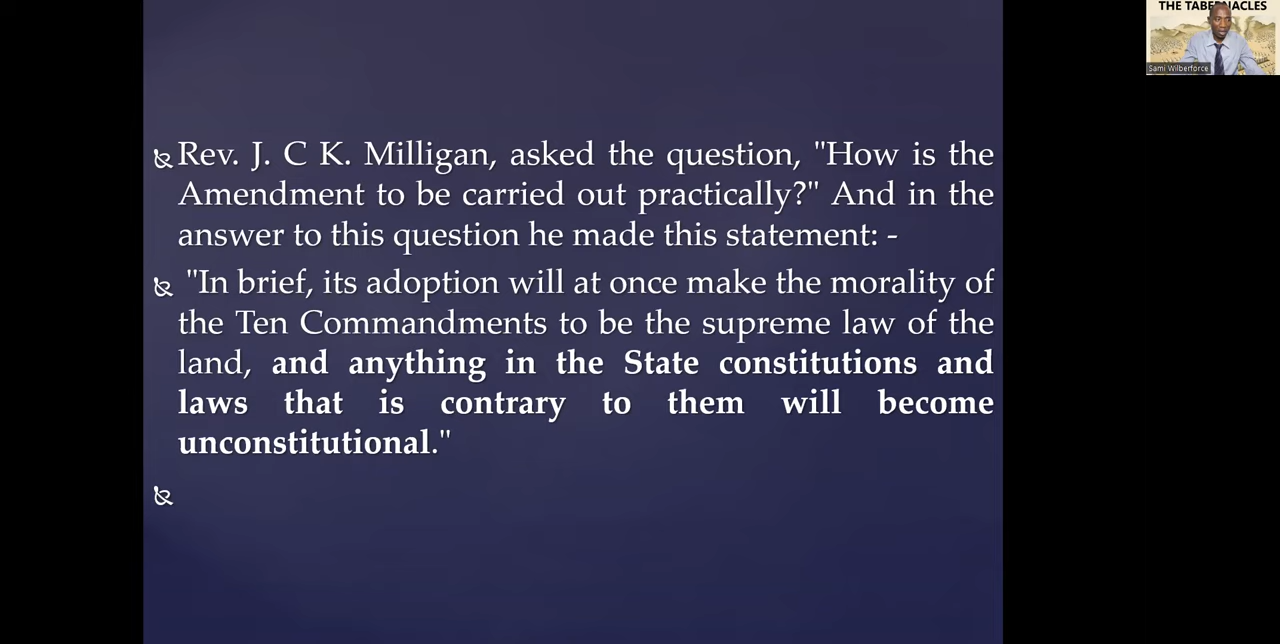 THE TABERNACLES
Sami Wilberforce
Rev. J. C K. Milligan, asked the question, "How is the
Amendment to be carried out practically?" And in the
answer to this question he made this statement: -
"In brief, its adoption will at once make the morality of
the Ten Commandments to be the supreme law of the
land, and anything in the State constitutions and
laws that is contrary to them will become
unconstitutional."